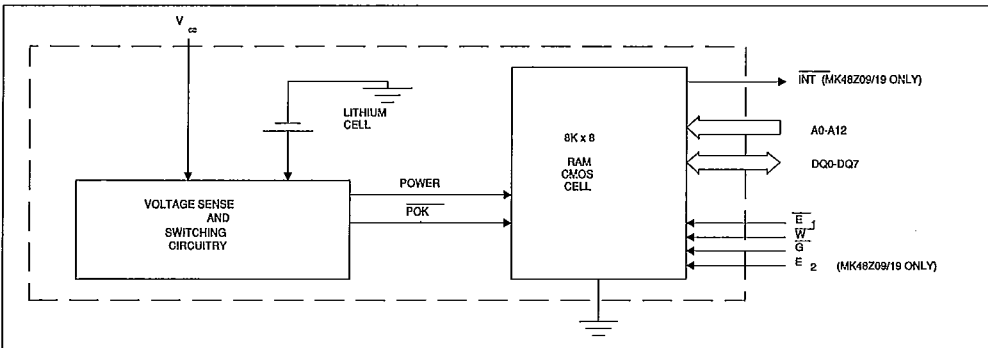 V
cc
INT (MK48Z09/19 ONLY)
LITHIUM
CELL
8K x 8
RAM
CMOS
CELL
A0-A12
DQ0-DQ7
POWER
POK
VOLTAGE SENSE
AND
SWITCHING
CIRCUITRY
E 1
W
G
E 2 (MK48Z09/19 ONLY)